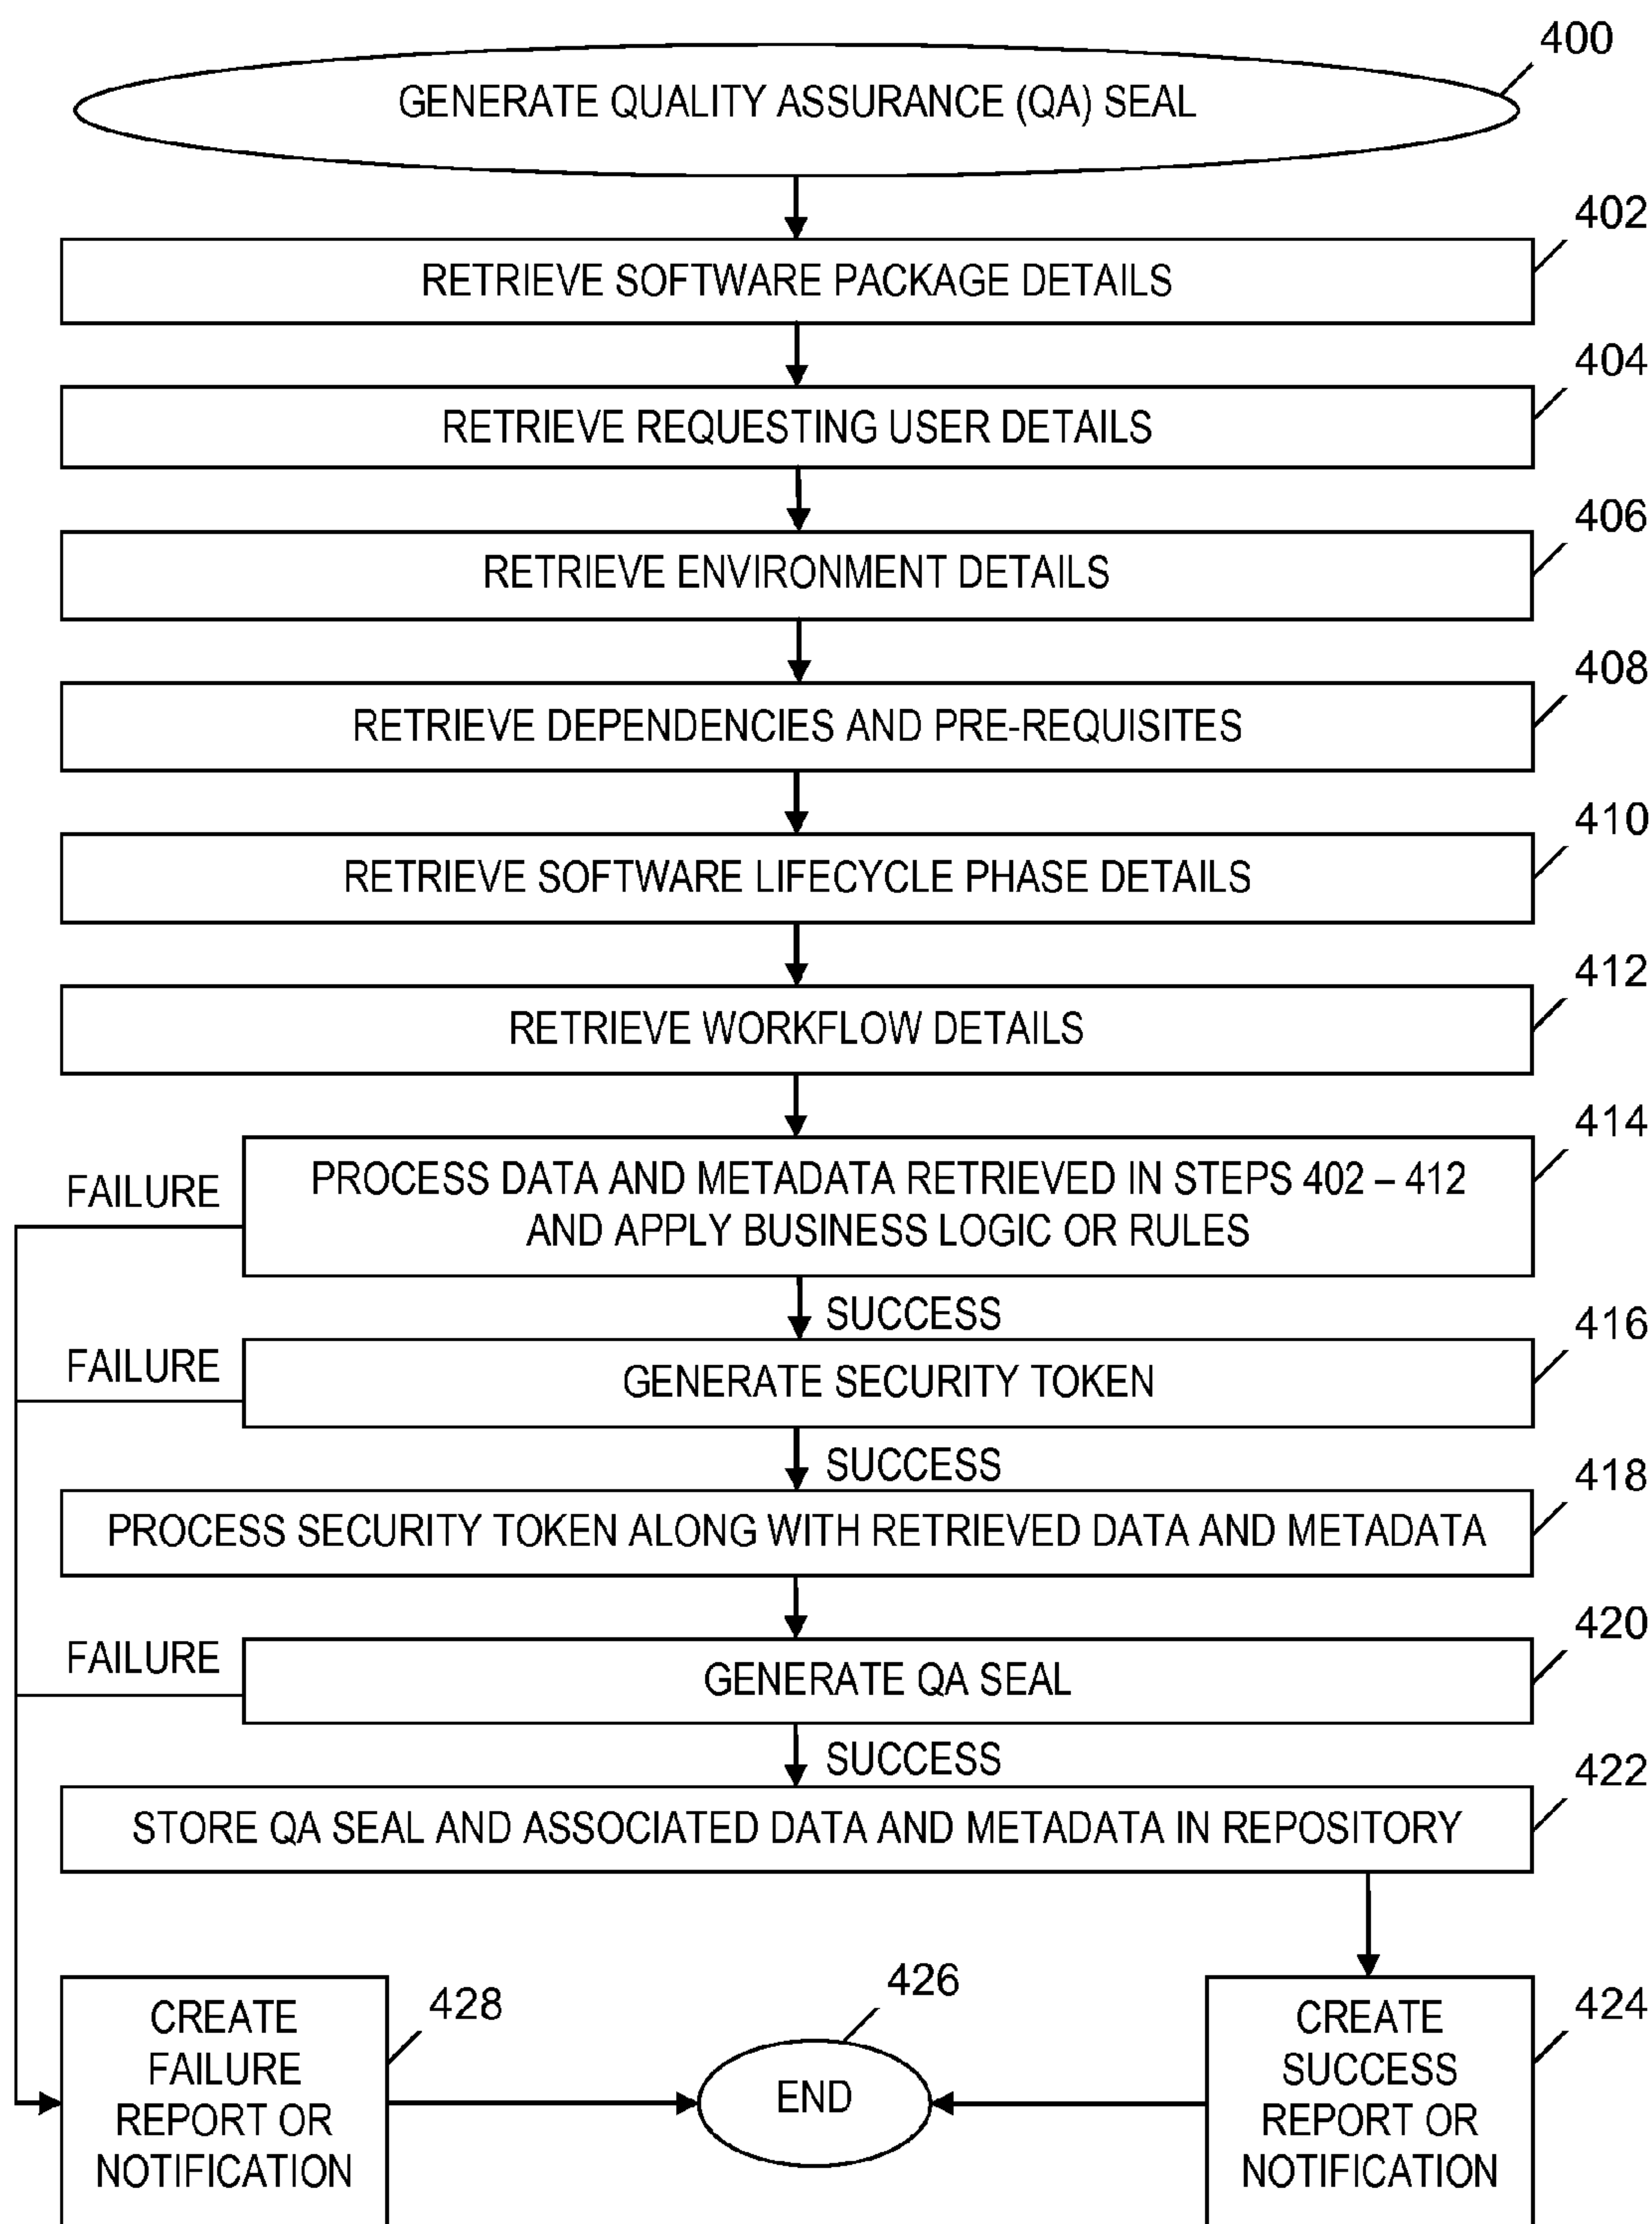 400
GENERATE QUALITY ASSURANCE (QA) SEAL
402
RETRIEVE SOFTWARE PACKAGE DETAILS
404
RETRIEVE REQUESTING USER DETAILS
406
RETRIEVE ENVIRONMENT DETAILS
408
RETRIEVE DEPENDENCIES AND PRE-REQUISITES
410
RETRIEVE SOFTWARE LIFECYCLE PHASE DETAILS
412
RETRIEVE WORKFLOW DETAILS
414
FAILURE
PROCESS DATA AND METADATA RETRIEVED IN STEPS 402 – 412
AND APPLY BUSINESS LOGIC OR RULES
SUCCESS
416
FAILURE
GENERATE SECURITY TOKEN
SUCCESS
418
PROCESS SECURITY TOKEN ALONG WITH RETRIEVED DATA AND METADATA
420
FAILURE
GENERATE QA SEAL
SUCCESS
422
STORE QA SEAL AND ASSOCIATED DATA AND METADATA IN REPOSITORY
428
CREATE
FAILURE
REPORT OR
NOTIFICATION
426
END
424
CREATE
SUCCESS
REPORT OR
NOTIFICATION